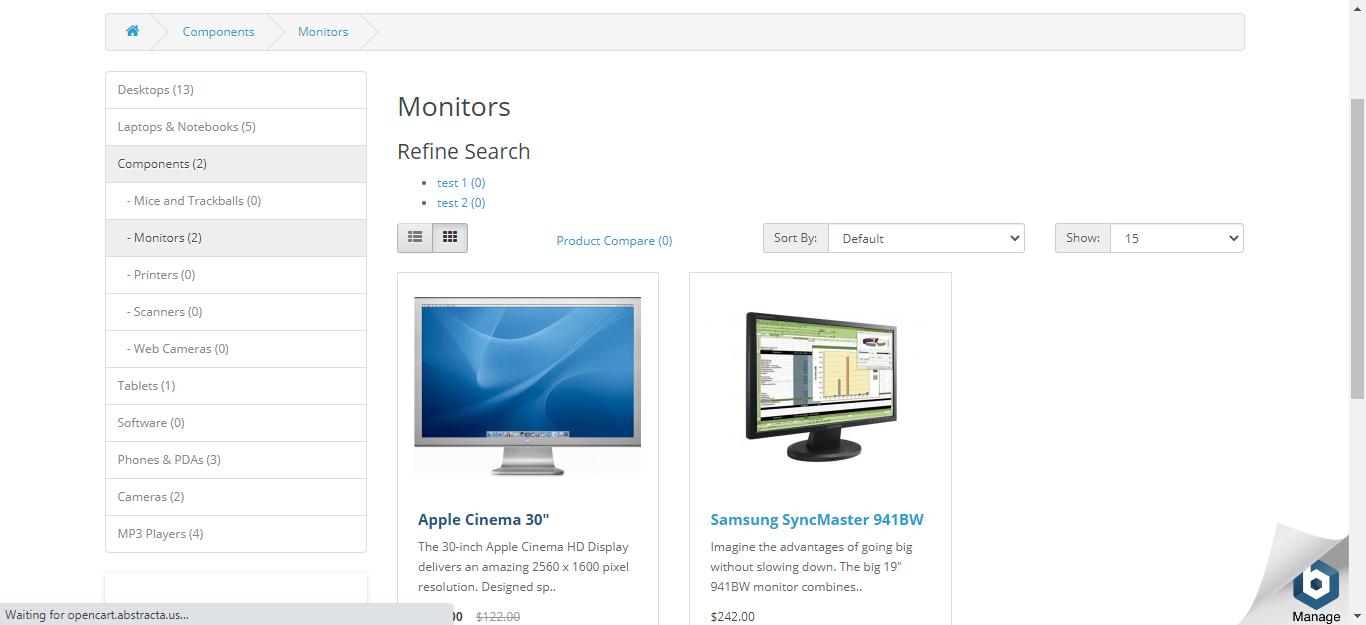 Components
Monitors
Desktops (13)
Laptops & Notebooks (5)
Components (2)
- Mice and Trackballs (0)
- Monitors (2)
- Printers (0)
- Scanners (0)
- Web Cameras (0)
Tablets (1)
Software (0)
Phones & PDAs (3)
Cameras (2)
MP3 Players (4)
Monitors
Refine Search
test 1 (0)
test 2 (0)
Product Compare (0)
Sort By:
Default
Show:
15
Apple Cinema 30"
The 30-inch Apple Cinema HD Display
delivers an amazing 2560 x 1600 pixel
resolution. Designed sp..
$122.00
Samsung SyncMaster 941BW
Imagine the advantages of going big
without slowing down. The big 19"
941BW monitor combines..
$242.00
Waiting for opencart.abstracta.us...
Manage